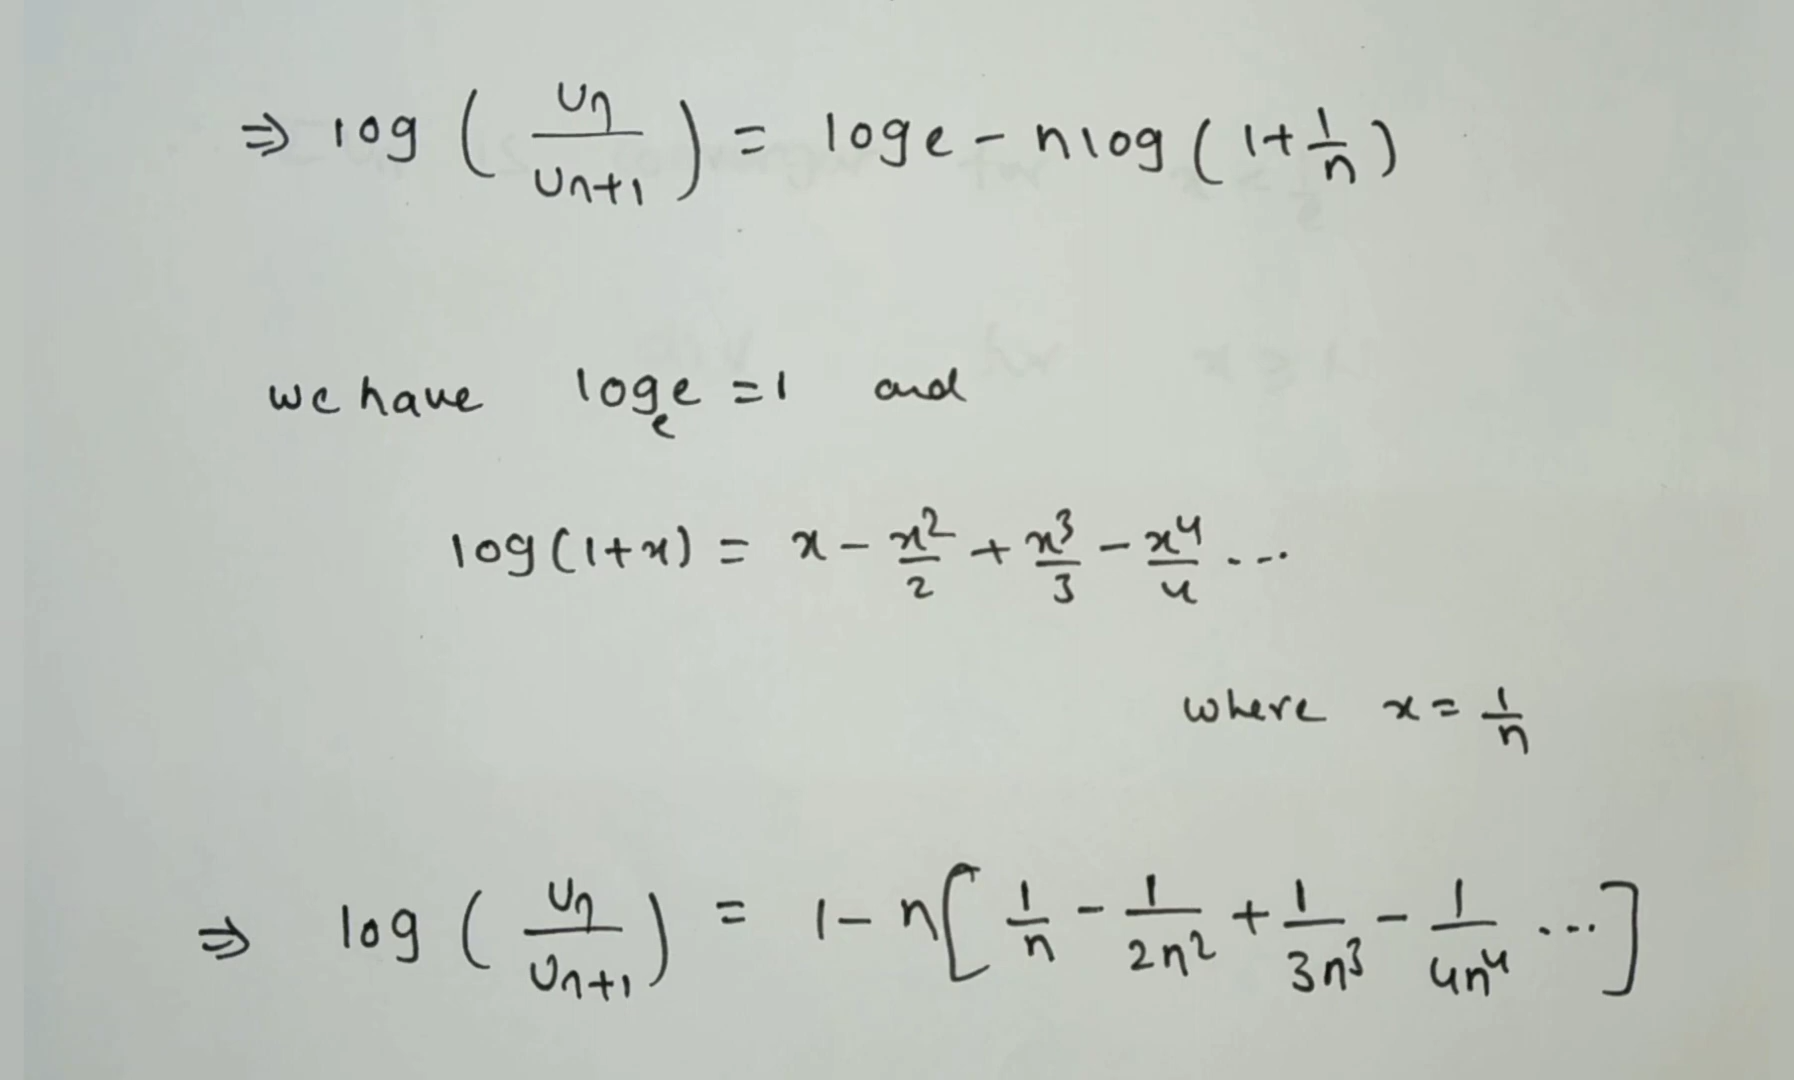 ⇒ log ( Un / Un+1 ) = log e - n log ( 1 + 1/n )
we have logₑe = 1 and
log(1+x) = x - x²/2 + x³/3 - x⁴/4 ...
where x = 1/n
⇒ log ( Un / Un+1 ) = 1 - n[ 1/n - 1/2n² + 1/3n³ - 1/4n⁴ ... ]